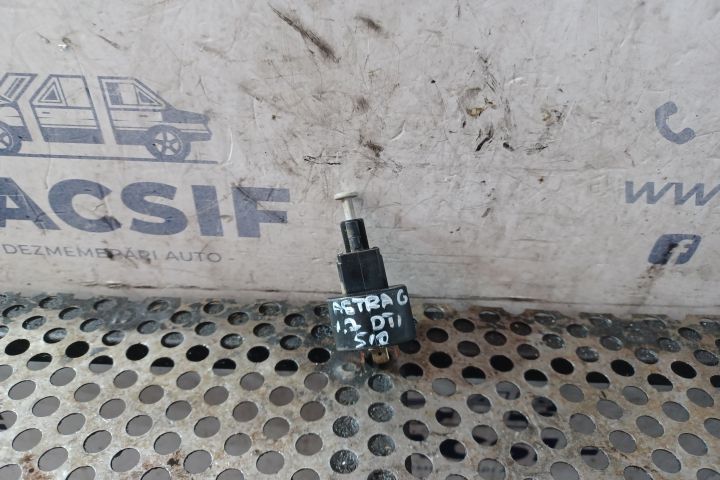 ACSIF
DEZMEMBRĂRI AUTO
WWW.
ASTRA G
1.7 DTI
510